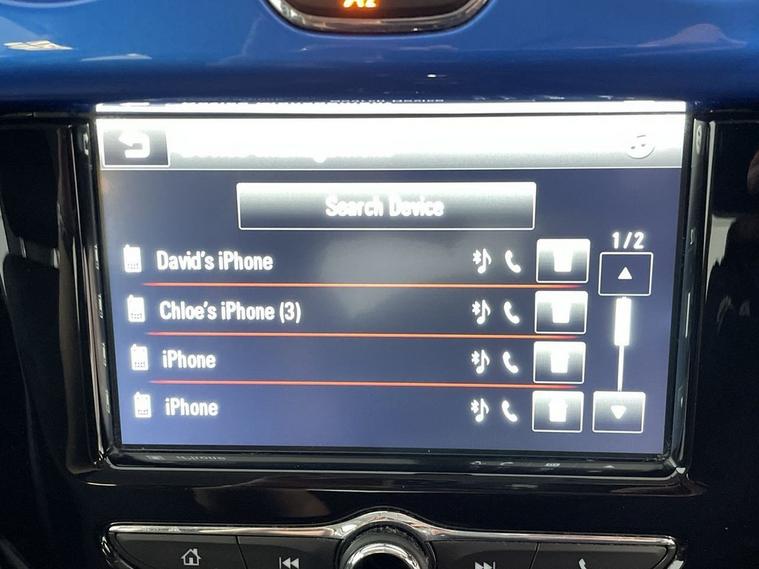 Search Device
1/2
David's iPhone
Chloe's iPhone (3)
iPhone
iPhone